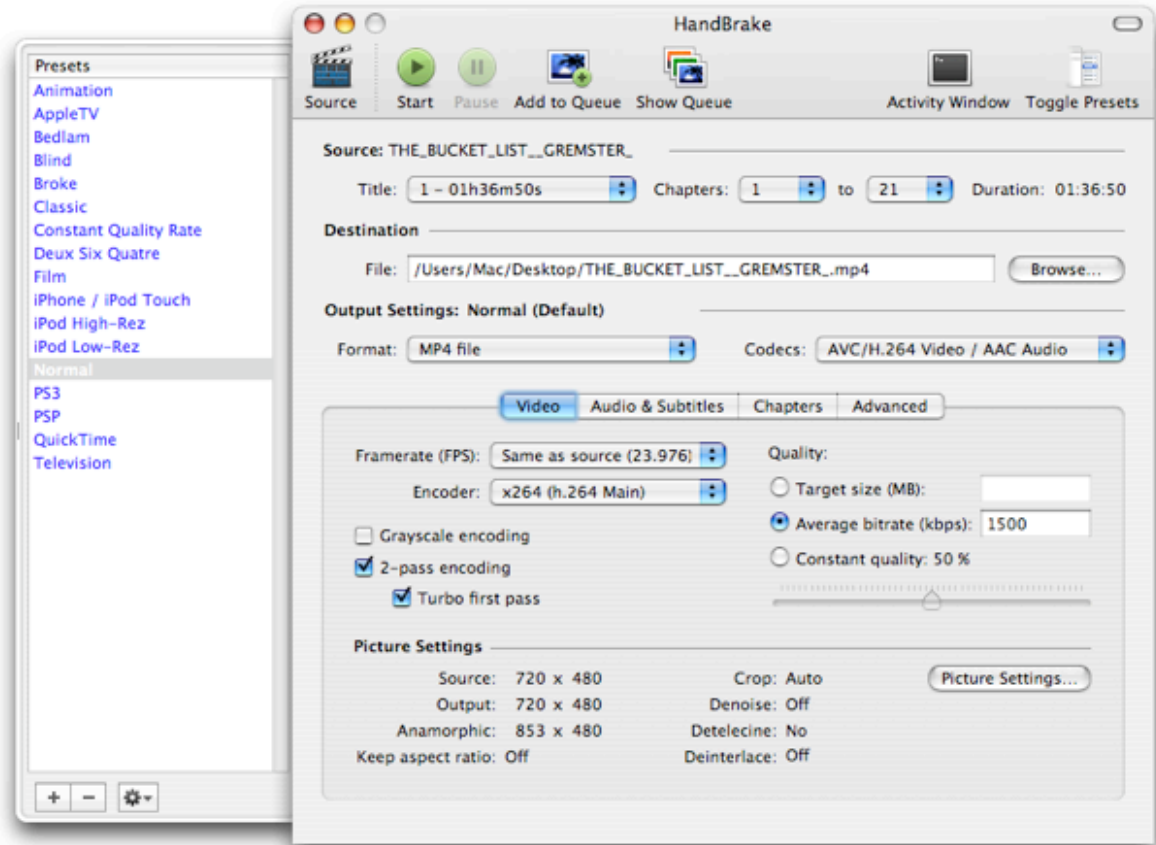 Presets
Animation
AppleTV
Bedlam
Blind
Broke
Classic
Constant Quality Rate
Deux Six Quatre
Film
iPhone / iPod Touch
iPod High-Rez
iPod Low-Rez
Normal
PS3
PSP
QuickTime
Television
HandBrake
Source Start Pause Add to Queue Show Queue Activity Window Toggle Presets
Source: THE_BUCKET_LIST__GREMSTER_
Title: 1 - 01h36m50s Chapters: 1 to 21 Duration: 01:36:50
Destination
File: /Users/Mac/Desktop/THE_BUCKET_LIST__GREMSTER_.mp4 Browse...
Output Settings: Normal (Default)
Format: MP4 file Codecs: AVC/H.264 Video / AAC Audio
Video Audio & Subtitles Chapters Advanced
Framerate (FPS): Same as source (23.976)
Encoder: x264 (h.264 Main)
Grayscale encoding
2-pass encoding
Turbo first pass
Quality:
Target size (MB):
Average bitrate (kbps): 1500
Constant quality: 50 %
Picture Settings
Source: 720 x 480 Crop: Auto Picture Settings...
Output: 720 x 480 Denoise: Off
Anamorphic: 853 x 480 Detelecine: No
Keep aspect ratio: Off Deinterlace: Off